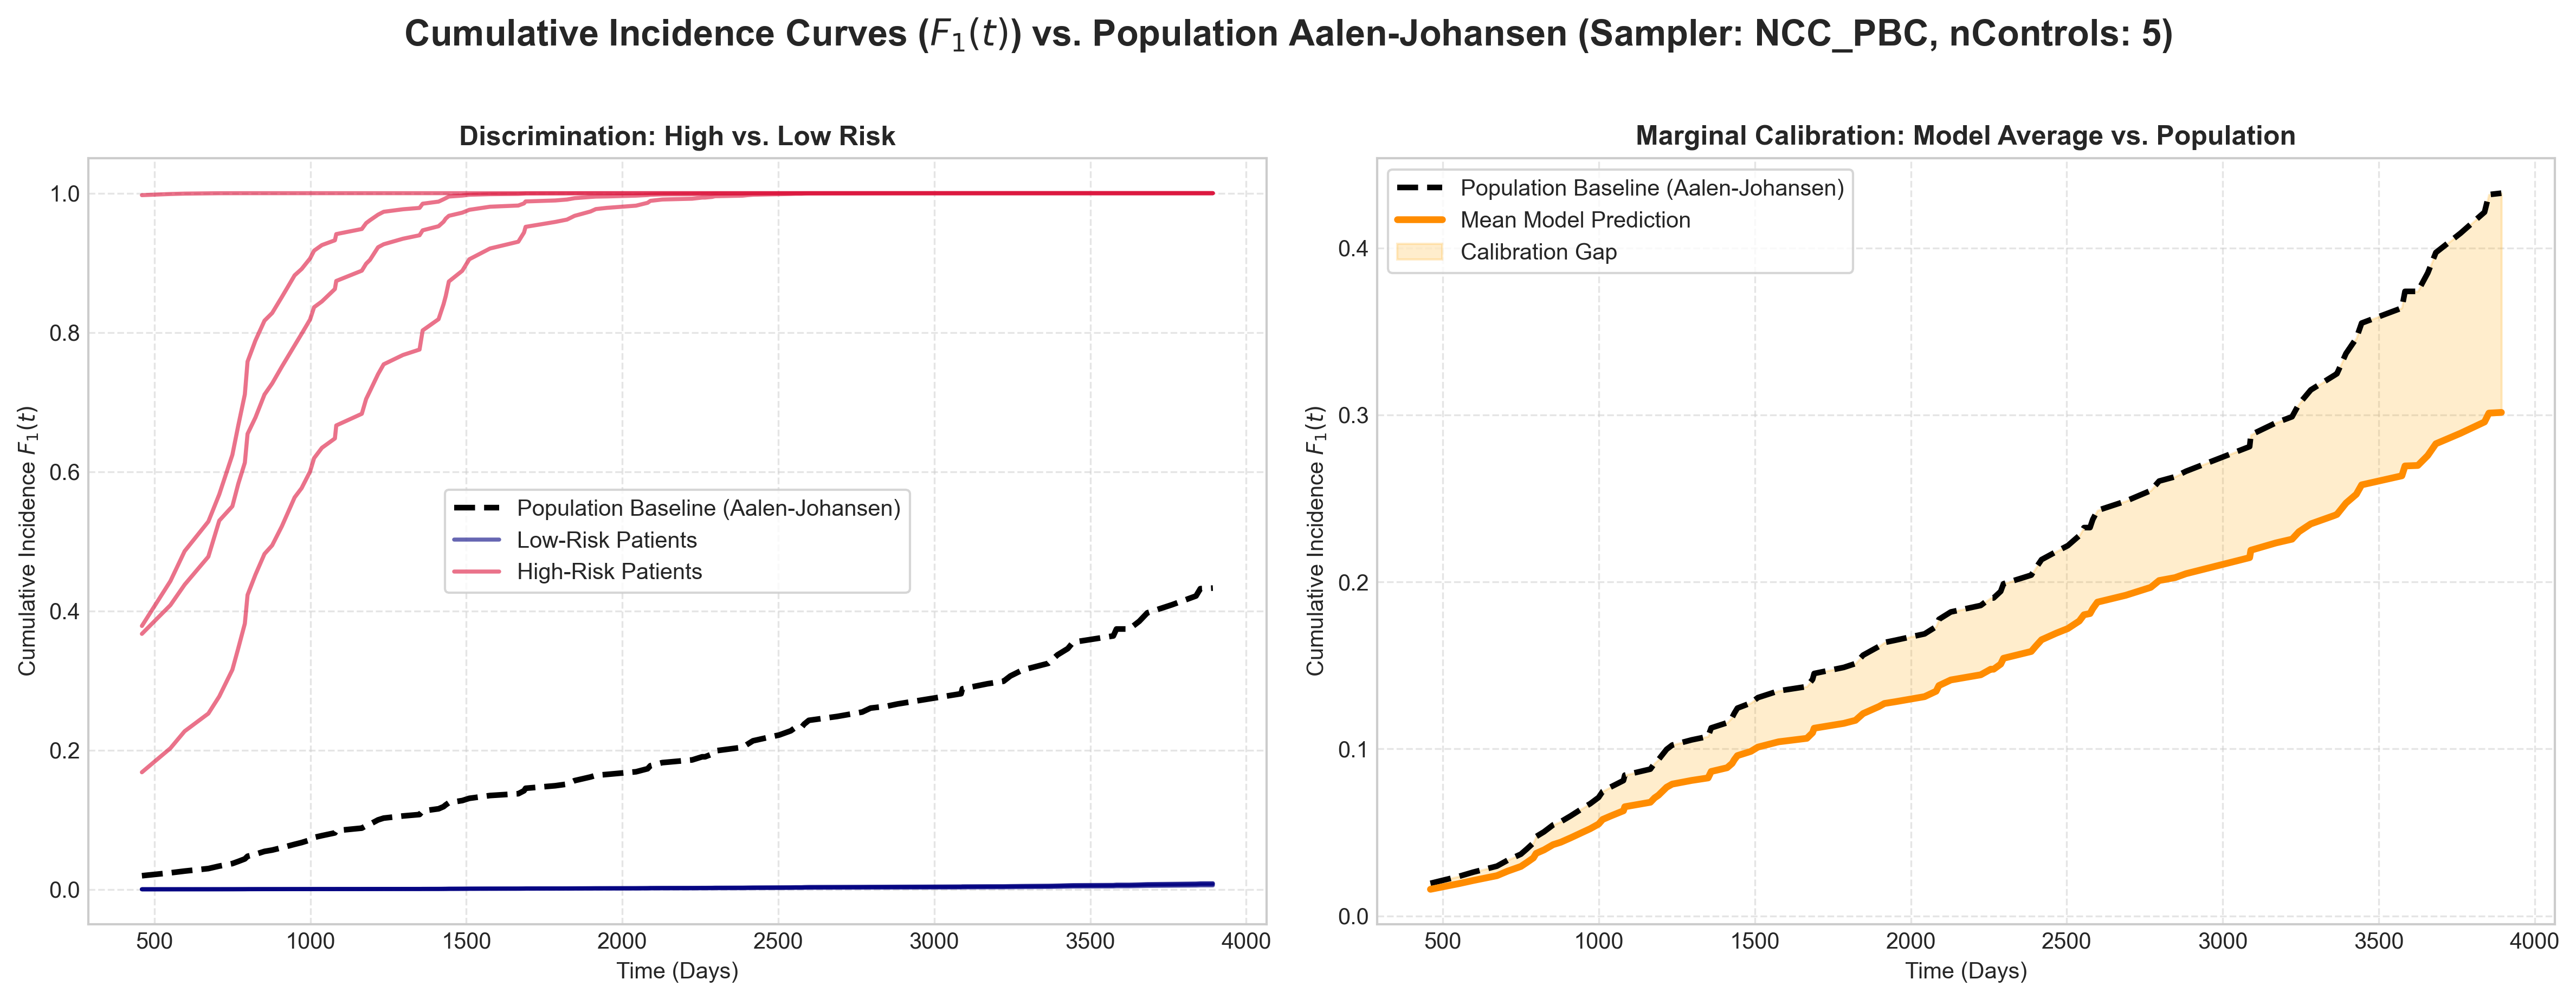 Cumulative Incidence Curves (F₁(t)) vs. Population Aalen-Johansen (Sampler: NCC_PBC, nControls: 5)
Discrimination: High vs. Low Risk
Cumulative Incidence F₁(t)
1.0
0.8
0.6
0.4
0.2
0.0
Population Baseline (Aalen-Johansen)
Low-Risk Patients
High-Risk Patients
500 1000 1500 2000 2500 3000 3500 4000
Time (Days)
Marginal Calibration: Model Average vs. Population
Cumulative Incidence F₁(t)
Population Baseline (Aalen-Johansen)
Mean Model Prediction
Calibration Gap
0.4
0.3
0.2
0.1
0.0
500 1000 1500 2000 2500 3000 3500 4000
Time (Days)